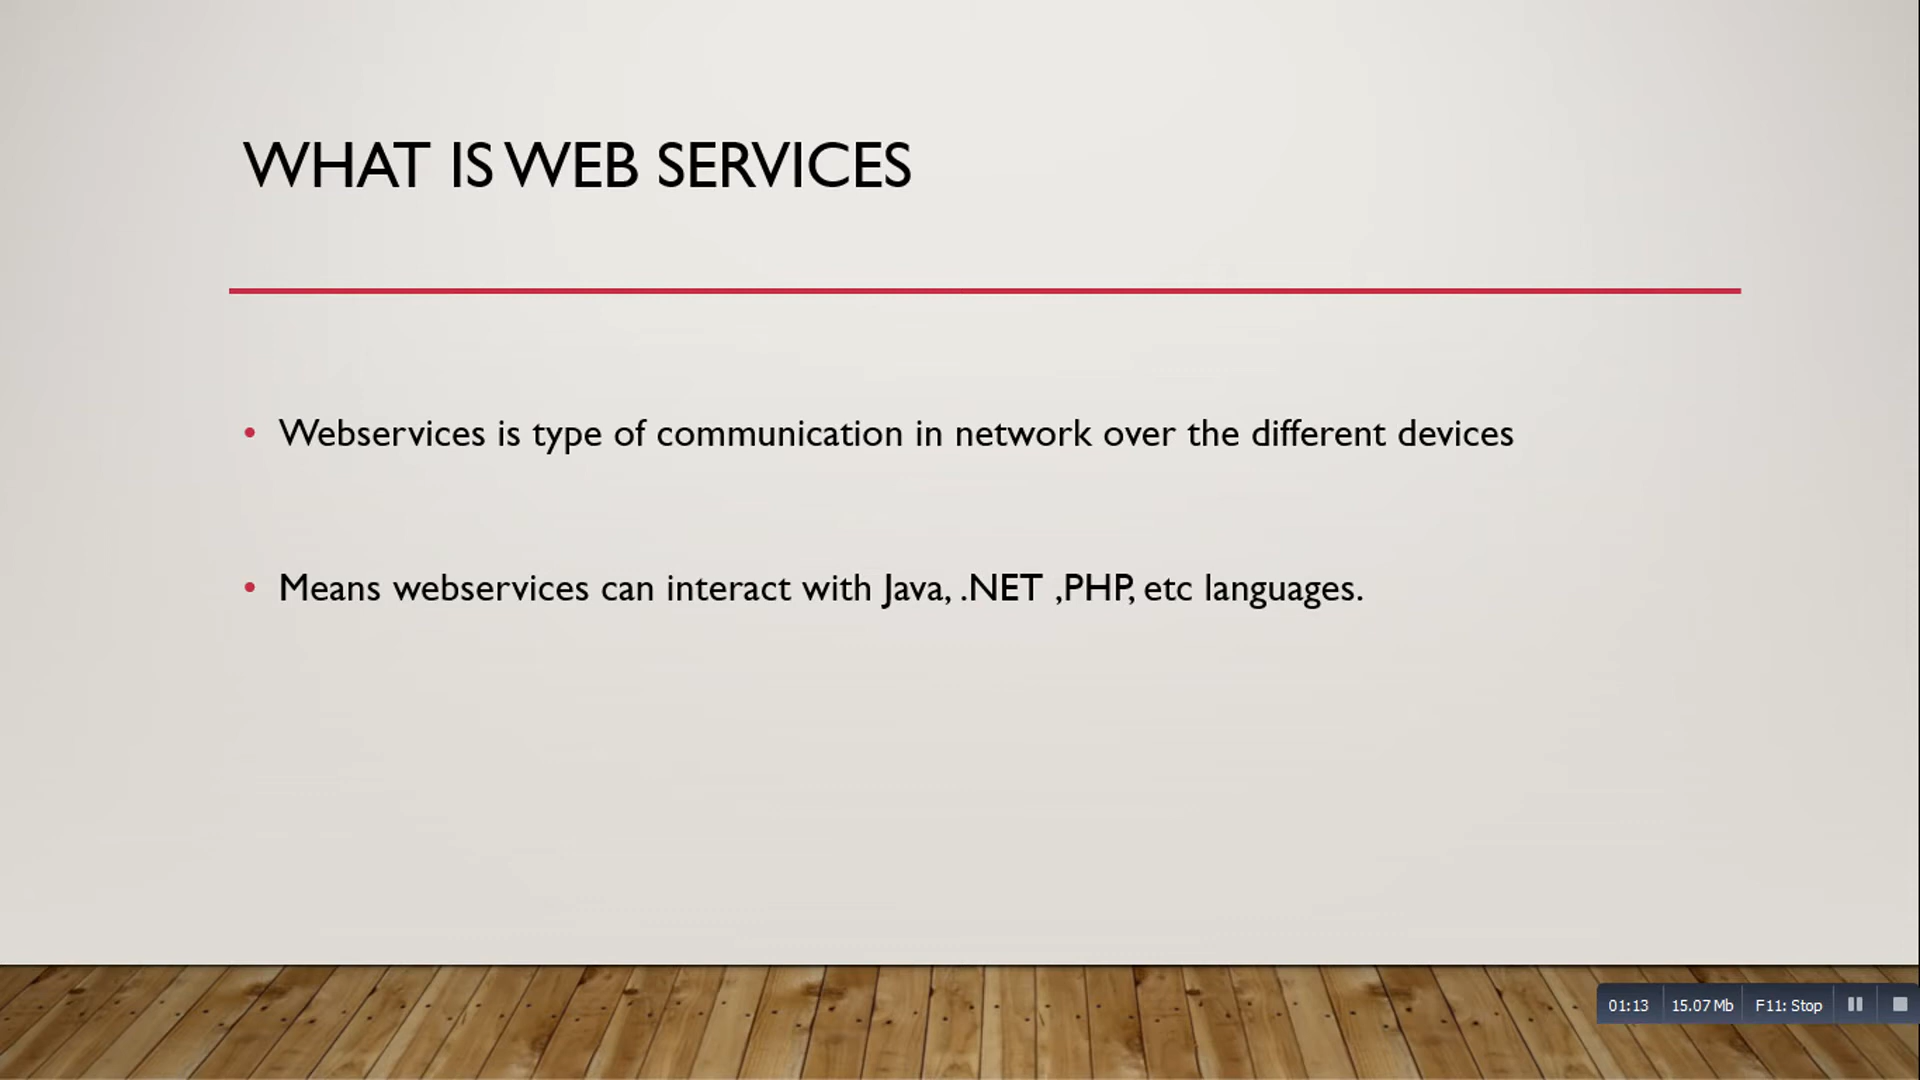 WHAT IS WEB SERVICES
• Webservices is type of communication in network over the different devices
• Means webservices can interact with Java, .NET ,PHP, etc languages.
01:13 15.07 Mb F11: Stop